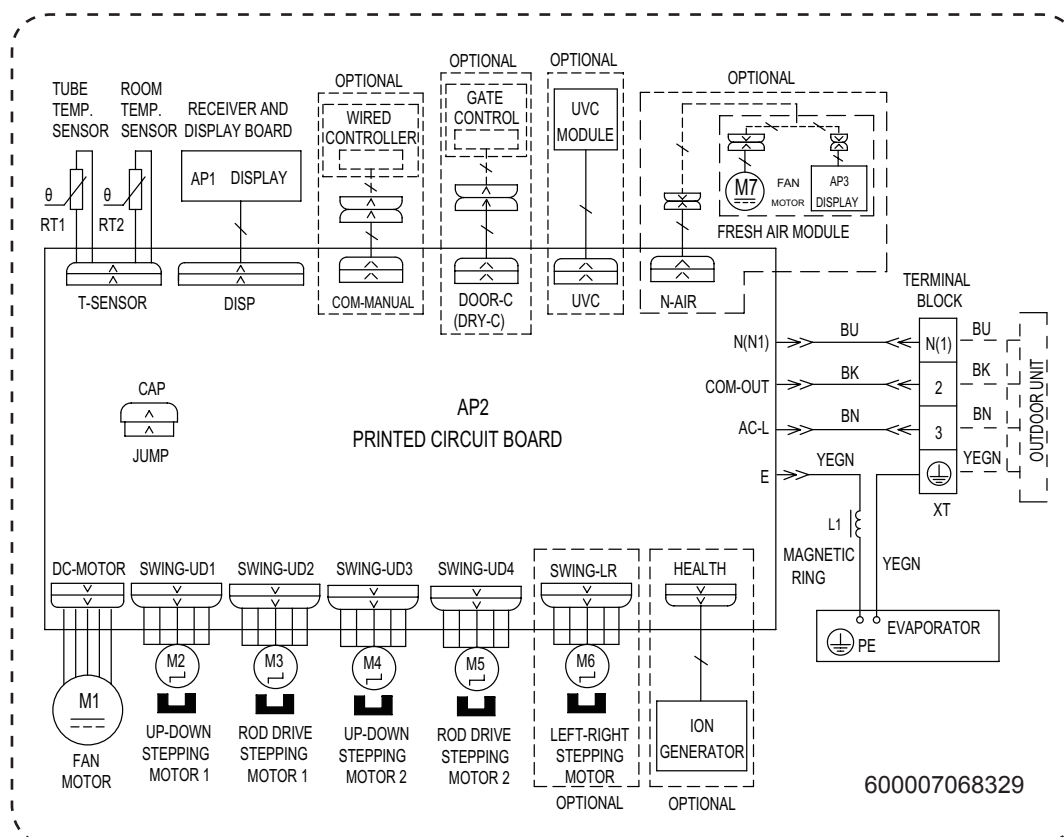 OPTIONAL
OPTIONAL
OPTIONAL
OPTIONAL
TUBE
TEMP.
SENSOR
ROOM
TEMP.
SENSOR
RECEIVER AND
DISPLAY BOARD
WIRED
CONTROLLER
GATE
CONTROL
UVC
MODULE
AP1 DISPLAY
θ
RT1
θ
RT2
M7
FAN
MOTOR
AP3
DISPLAY
FRESH AIR MODULE
T-SENSOR
DISP
COM-MANUAL
DOOR-C
(DRY-C)
UVC
N-AIR
TERMINAL
BLOCK
N(N1)
BU
N(1)
BU
COM-OUT
BK
2
BK
AC-L
BN
3
BN
E
YEGN
YEGN
XT
OUTDOOR UNIT
CAP
JUMP
AP2
PRINTED CIRCUIT BOARD
L1
MAGNETIC
RING
YEGN
EVAPORATOR
PE
DC-MOTOR
SWING-UD1
SWING-UD2
SWING-UD3
SWING-UD4
SWING-LR
HEALTH
M1
M2
M3
M4
M5
M6
FAN
MOTOR
UP-DOWN
STEPPING
MOTOR 1
ROD DRIVE
STEPPING
MOTOR 1
UP-DOWN
STEPPING
MOTOR 2
ROD DRIVE
STEPPING
MOTOR 2
LEFT-RIGHT
STEPPING
MOTOR
OPTIONAL
ION
GENERATOR
OPTIONAL
600007068329